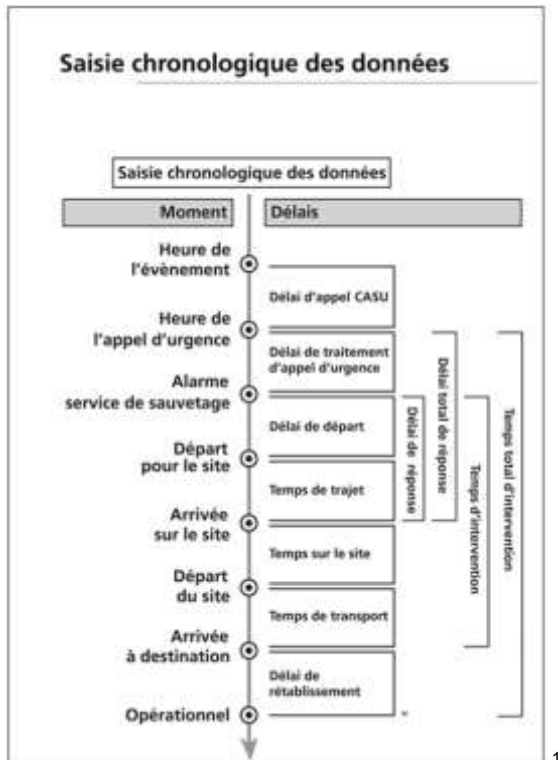 Saisie chronologique des données
Saisie chronologique des données
Moment
Délais
Heure de
l'évènement
Délai d'appel CASU
Heure de
l'appel d'urgence
Délai de traitement
d'appel d'urgence
Alarme
service de sauvetage
Délai de départ
Départ
pour le site
Temps de trajet
Arrivée
sur le site
Temps sur le site
Départ
du site
Temps de transport
Arrivée
à destination
Délai de
rétablissement
Opérationnel
Délai de réponse
Délai total de réponse
Temps d'intervention
Temps total d'intervention
1